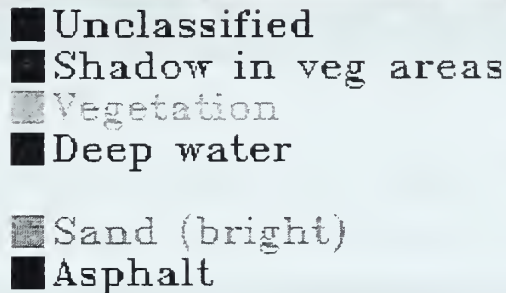 Unclassified
Shadow in veg areas
Vegetation
Deep water
Sand (bright)
Asphalt